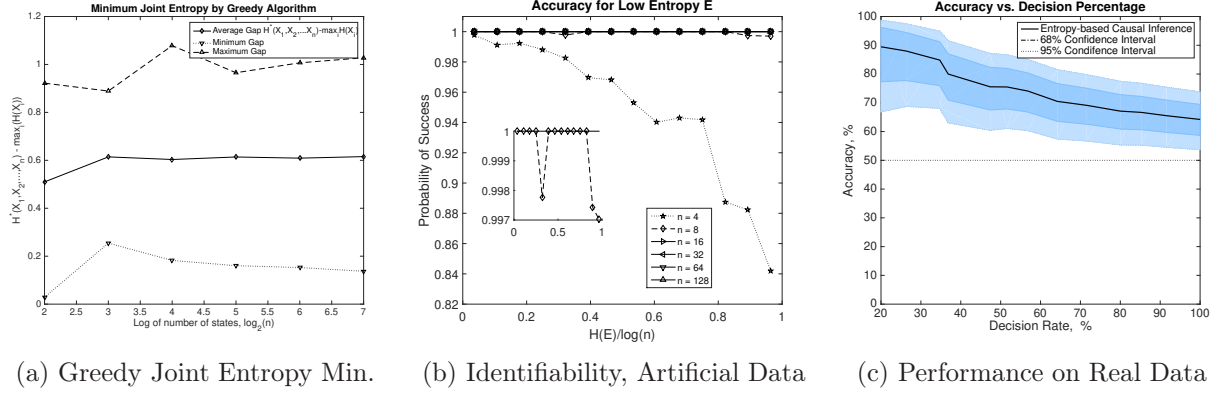 Minimum Joint Entropy by Greedy Algorithm
Average Gap H*(X1,X2,...,Xn)-maxiH(Xi)
Minimum Gap
Maximum Gap
1.2
1
0.8
0.6
0.4
0.2
0
H*(X1,X2,...,Xn) - maxi(H(Xi)
2 2.5 3 3.5 4 4.5 5 5.5 6 6.5 7
Log of number of states, log2(n)
(a) Greedy Joint Entropy Min.
Accuracy for Low Entropy E
1
0.98
0.96
0.94
0.92
0.9
0.88
0.86
0.84
0.82
Probability of Success
1
0.999
0.998
0.997
0 0.5 1
n = 4
n = 8
n = 16
n = 32
n = 64
n = 128
0 0.2 0.4 0.6 0.8 1
H(E)/log(n)
(b) Identifiability, Artificial Data
Accuracy vs. Decision Percentage
Entropy-based Causal Inference
68% Confidence Interval
95% Condifence Interval
100
90
80
70
60
50
40
30
20
10
0
Accuracy, %
20 30 40 50 60 70 80 90 100
Decision Rate, %
(c) Performance on Real Data